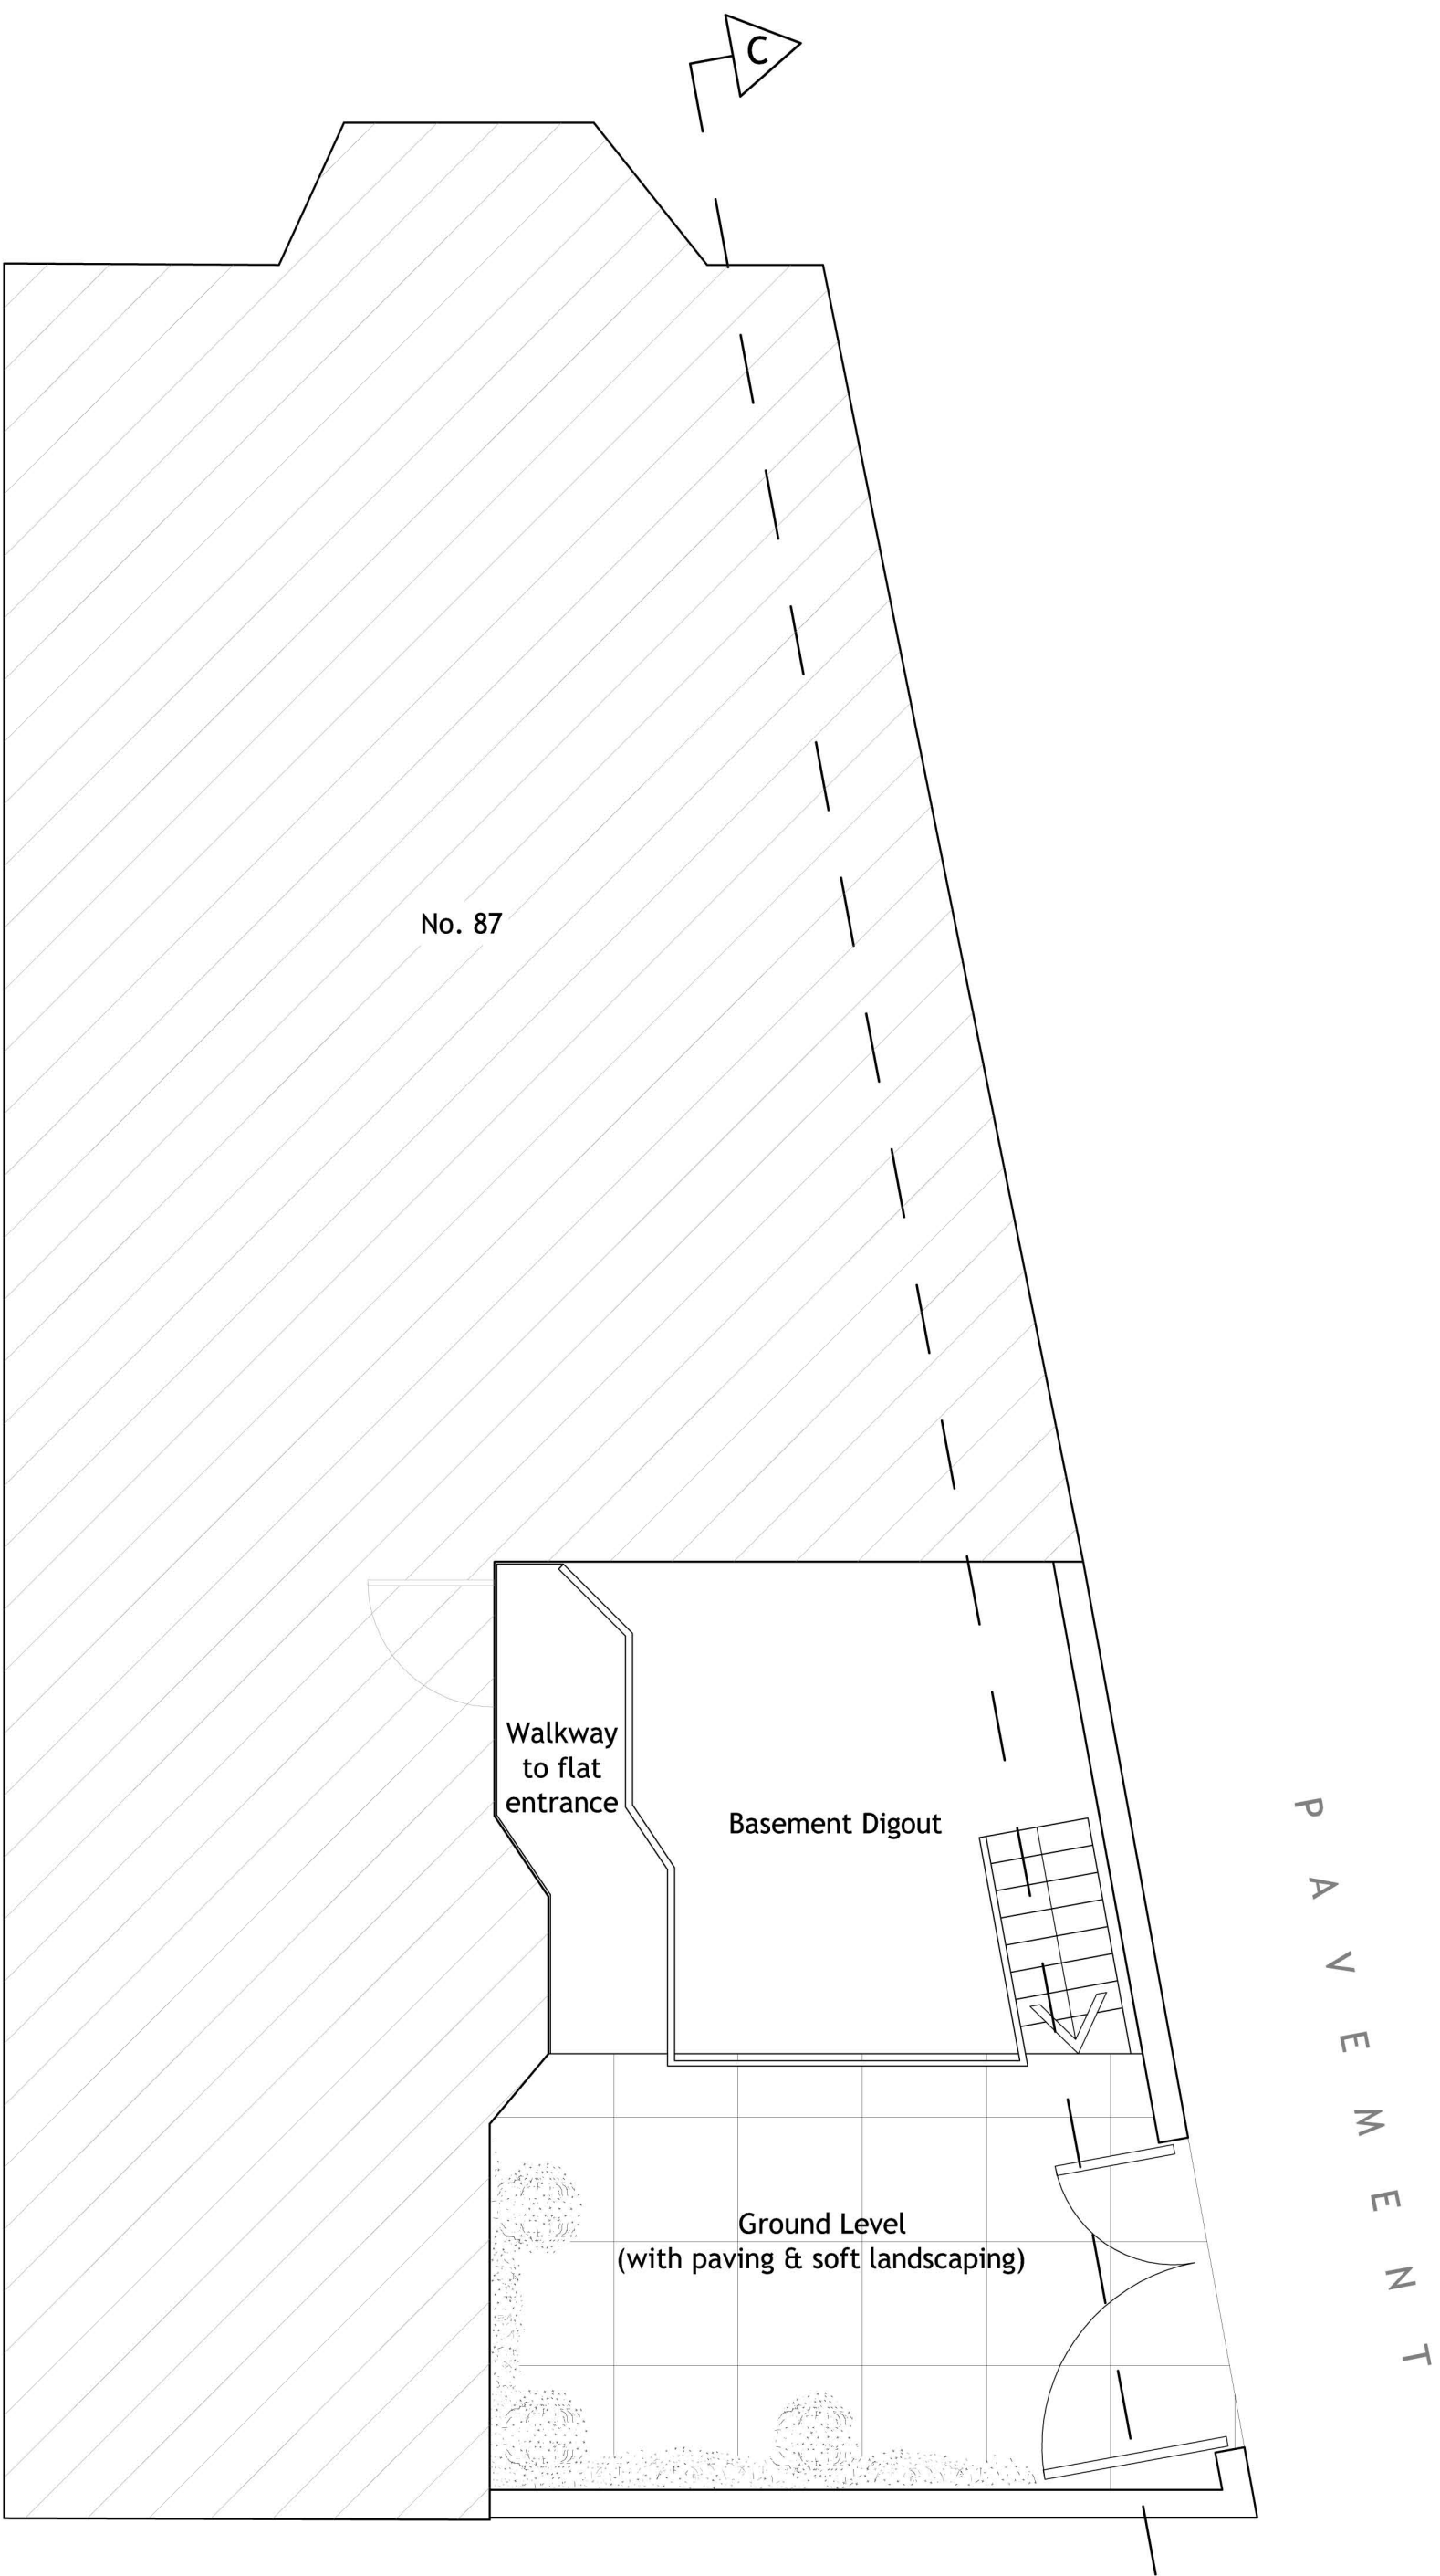 C
No. 87
Walkway
to flat
entrance
Basement Digout
PAVEMENT
Ground Level
(with paving & soft landscaping)